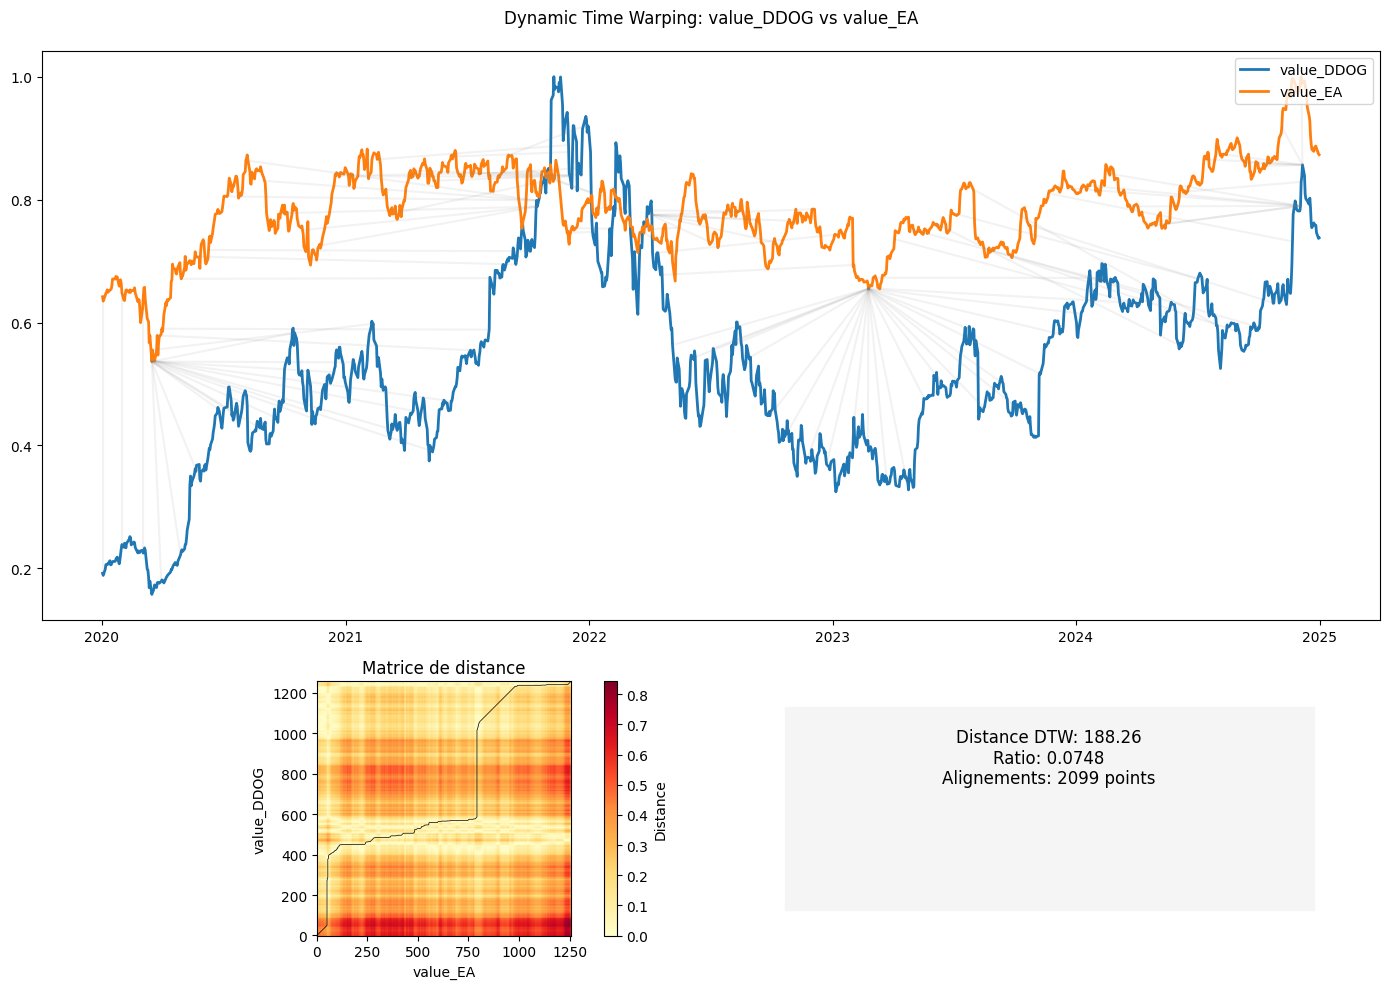 Dynamic Time Warping: value_DDOG vs value_EA
value_DDOG
value_EA
1.0
0.8
0.6
0.4
0.2
2020 2021 2022 2023 2024 2025
Matrice de distance
value_DDOG
1200
1000
800
600
400
200
0
0 250 500 750 1000 1250
value_EA
0.8
0.7
0.6
0.5
0.4
0.3
0.2
0.1
0.0
Distance
Distance DTW: 188.26
Ratio: 0.0748
Alignements: 2099 points